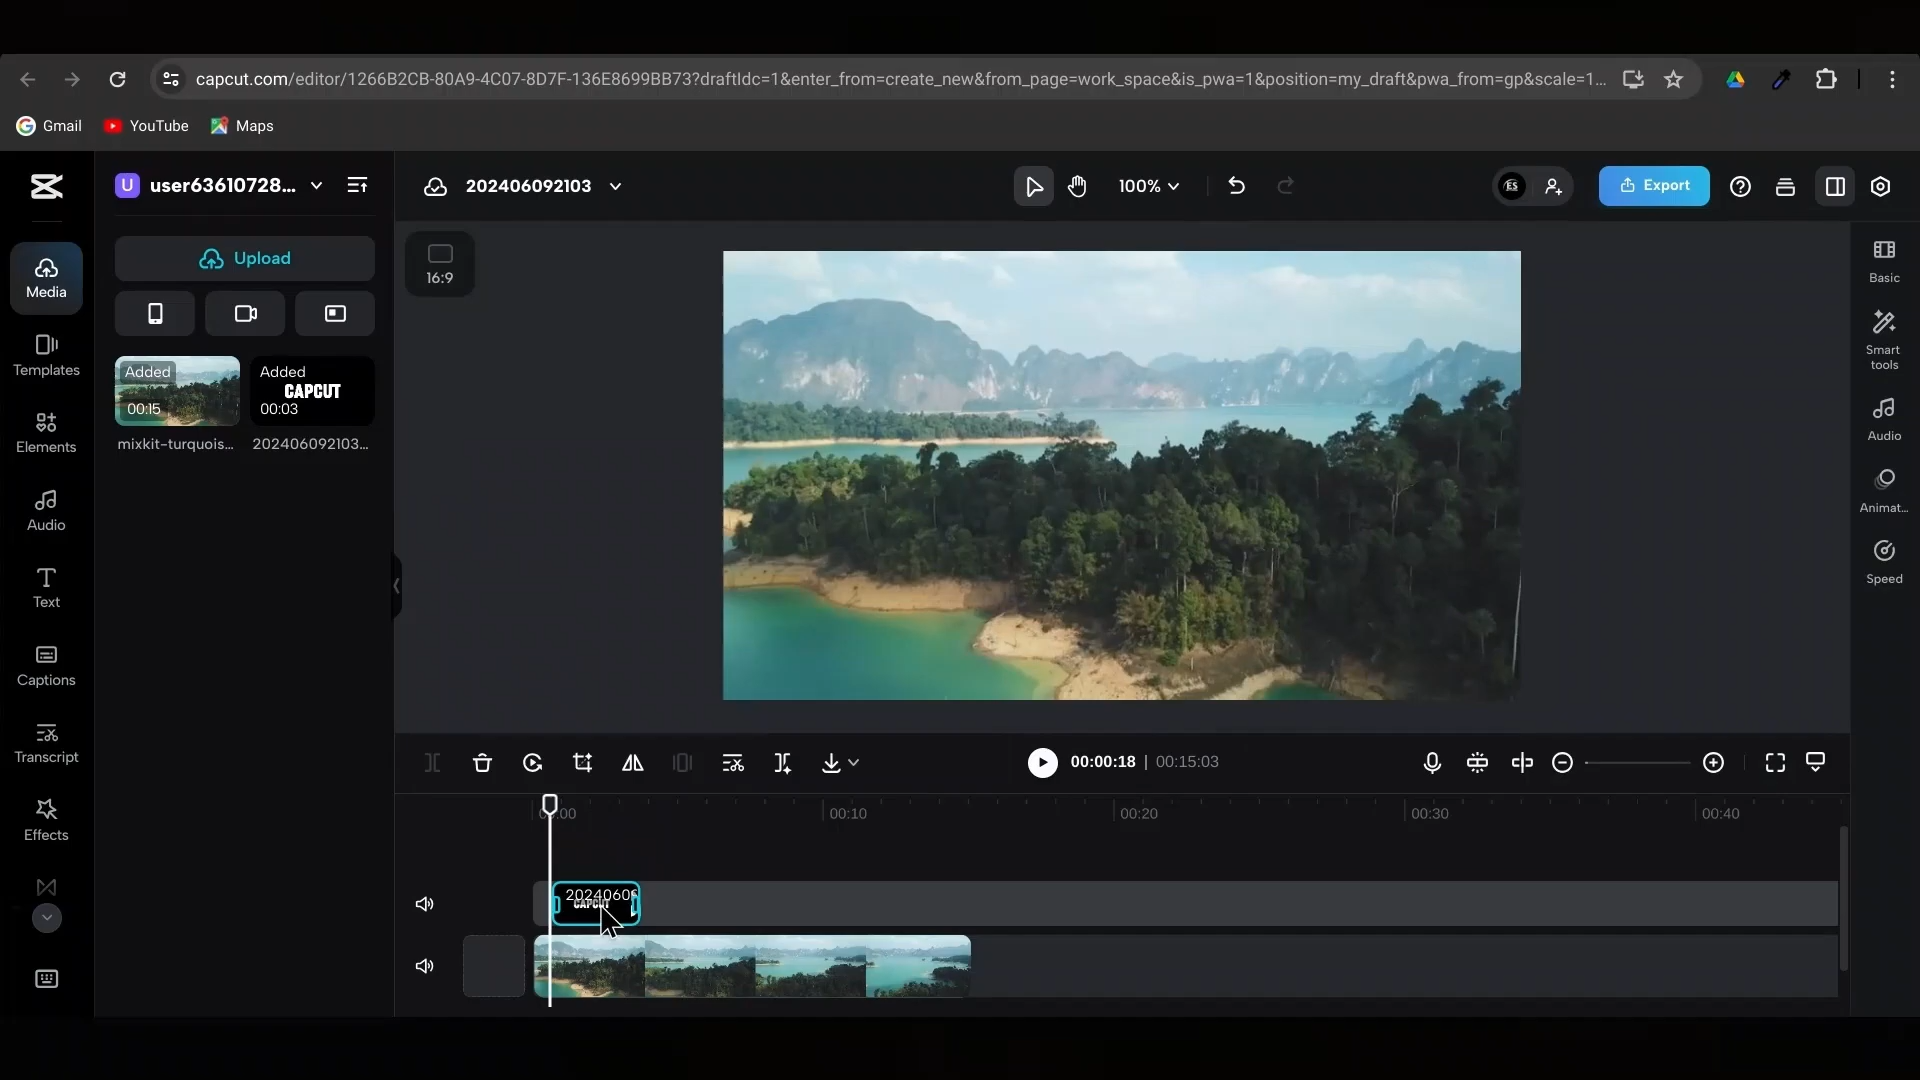 capcut.com/editor/1266B2CB-80A9-4C07-8D7F-136E8699BB73?draftIdc=1&enter_from=create_new&from_page=work_space&is_pwa=1&position=my_draft&pwa_from=gp&scale=1...
Gmail YouTube Maps
U user63610728... 202406092103 100% ES Export
Upload
16:9
Media
Templates
Elements
Audio
Text
Captions
Transcript
Effects
Added
00:15
mixkit-turquois...
Added
CAPCUT
00:03
202406092103...
Basic
Smart tools
Audio
Animat...
Speed
00:00:18 | 00:15:03
00:10 00:20 00:30 00:40
2024060
CAPCUT